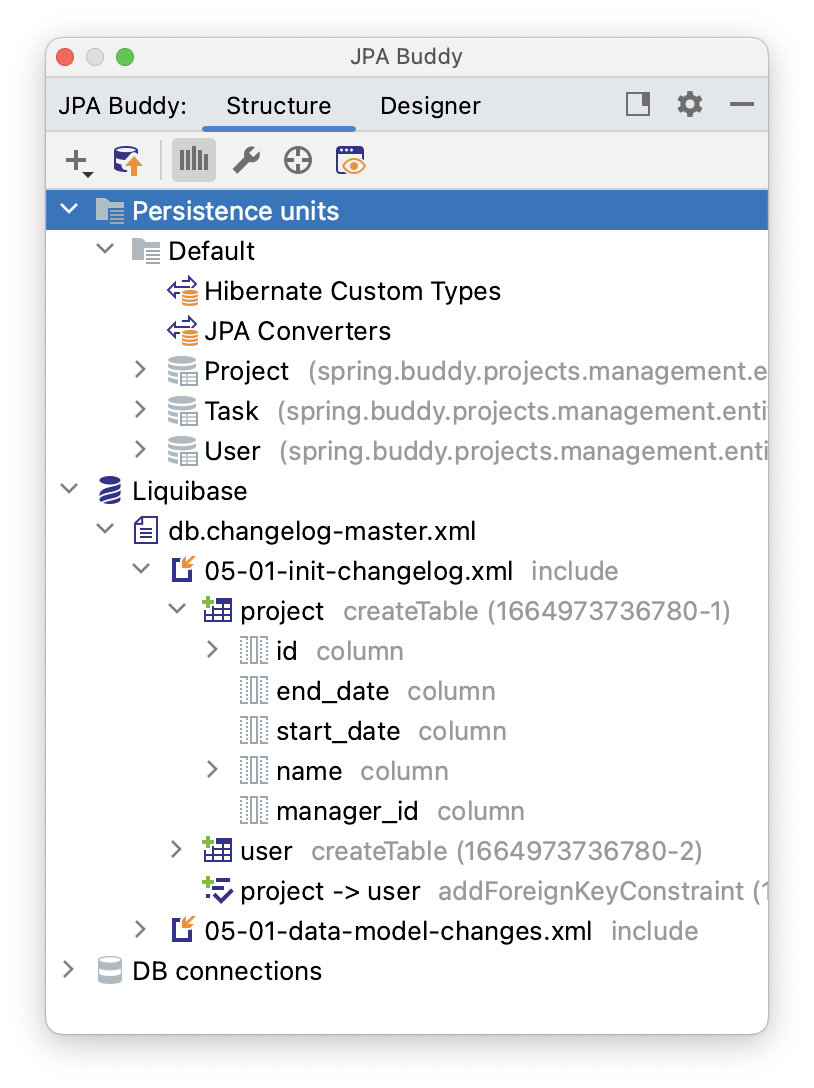 JPA Buddy
JPA Buddy: Structure Designer
Persistence units
Default
Hibernate Custom Types
JPA Converters
Project (spring.buddy.projects.management.e
Task (spring.buddy.projects.management.enti
User (spring.buddy.projects.management.enti
Liquibase
db.changelog-master.xml
05-01-init-changelog.xml include
project createTable (1664973736780-1)
id column
end_date column
start_date column
name column
manager_id column
user createTable (1664973736780-2)
project -> user addForeignKeyConstraint (1
05-01-data-model-changes.xml include
DB connections